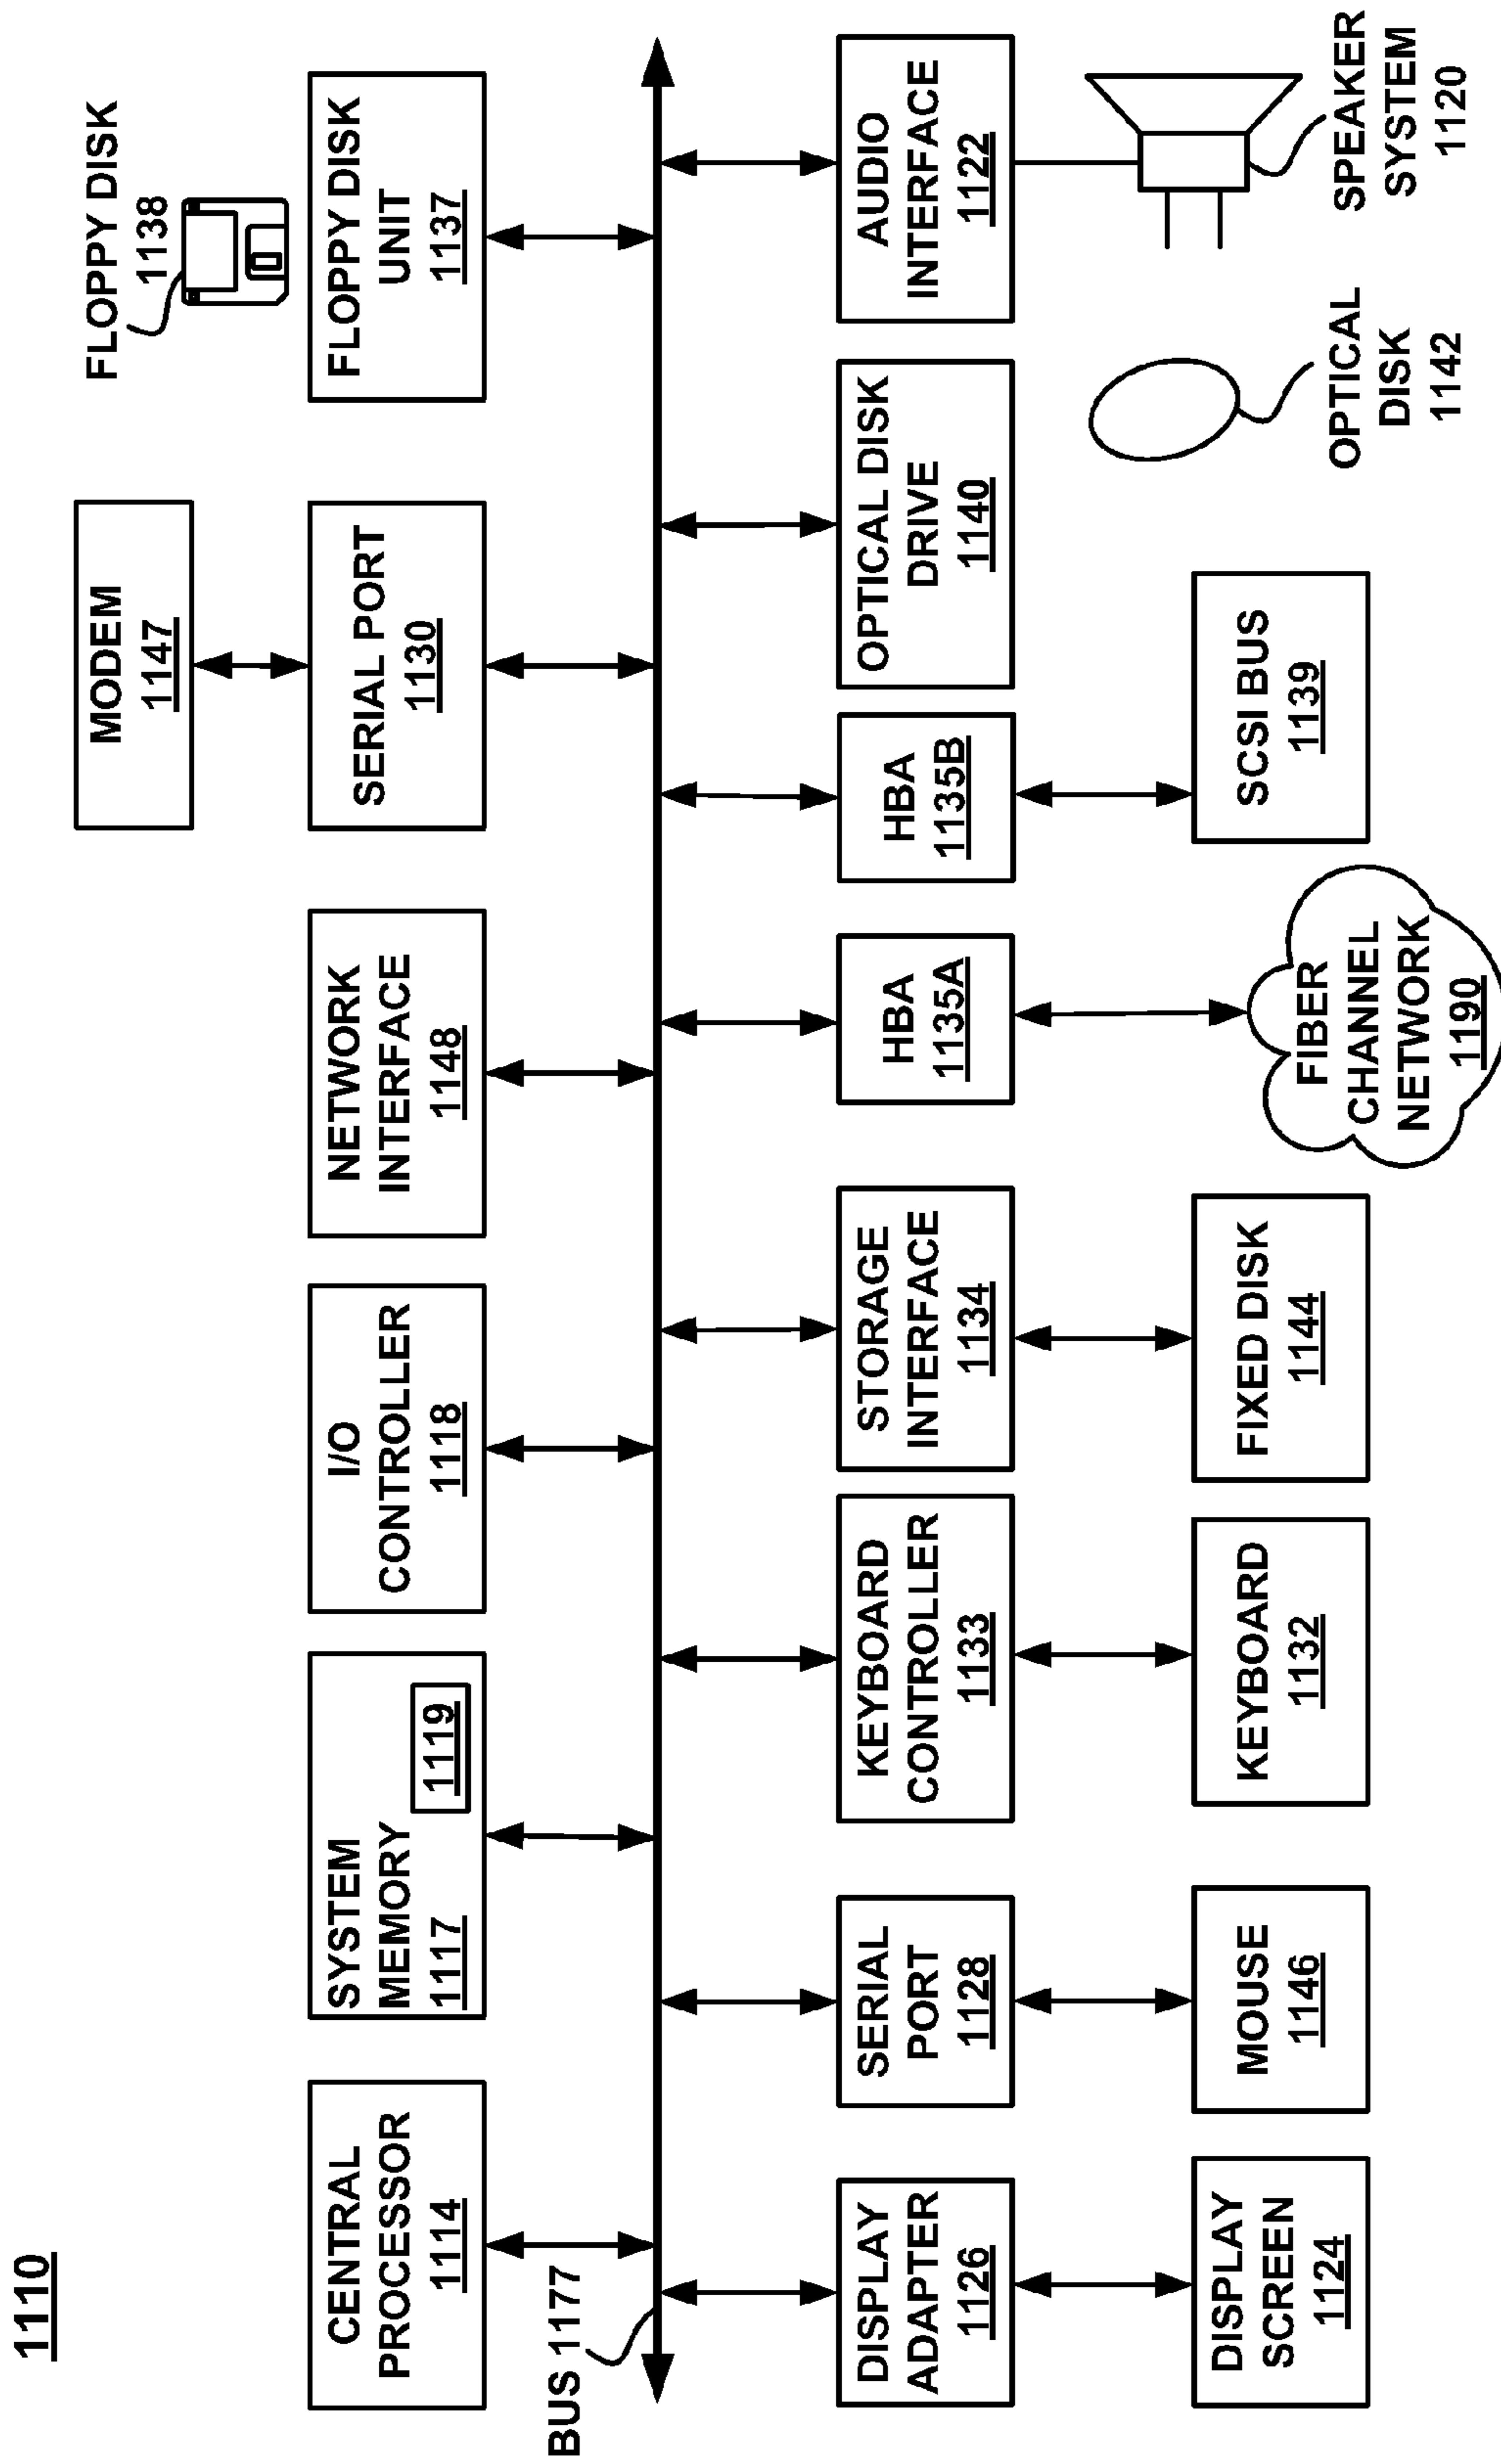 1110
FLOPPY DISK
1138
MODEM
1147
CENTRAL
PROCESSOR
1114
SYSTEM
MEMORY
1117
1119
I/O
CONTROLLER
1118
NETWORK
INTERFACE
1148
SERIAL PORT
1130
FLOPPY DISK
UNIT
1137
BUS 1177
DISPLAY
ADAPTER
1126
SERIAL
PORT
1128
KEYBOARD
CONTROLLER
1133
STORAGE
INTERFACE
1134
HBA
1135A
HBA
1135B
OPTICAL DISK
DRIVE
1140
AUDIO
INTERFACE
1122
DISPLAY
SCREEN
1124
MOUSE
1146
KEYBOARD
1132
FIXED DISK
1144
FIBER
CHANNEL
NETWORK
1190
SCSI BUS
1139
OPTICAL
DISK
1142
SPEAKER
SYSTEM
1120